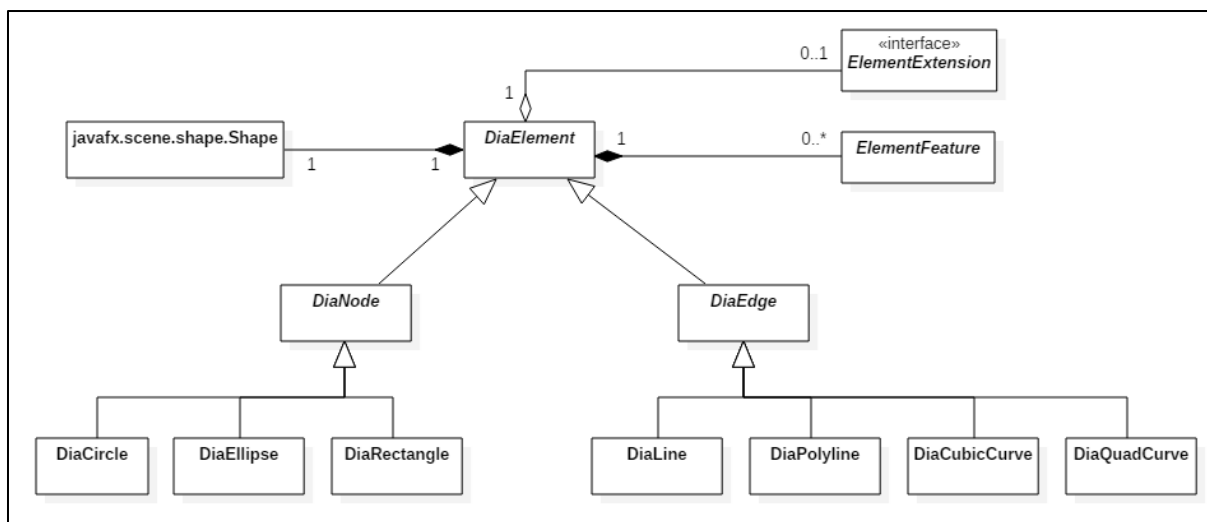 «interface»
ElementExtension
0..1
1
javafx.scene.shape.Shape
1
1
DiaElement
1
0..*
ElementFeature
DiaNode
DiaEdge
DiaCircle
DiaEllipse
DiaRectangle
DiaLine
DiaPolyline
DiaCubicCurve
DiaQuadCurve